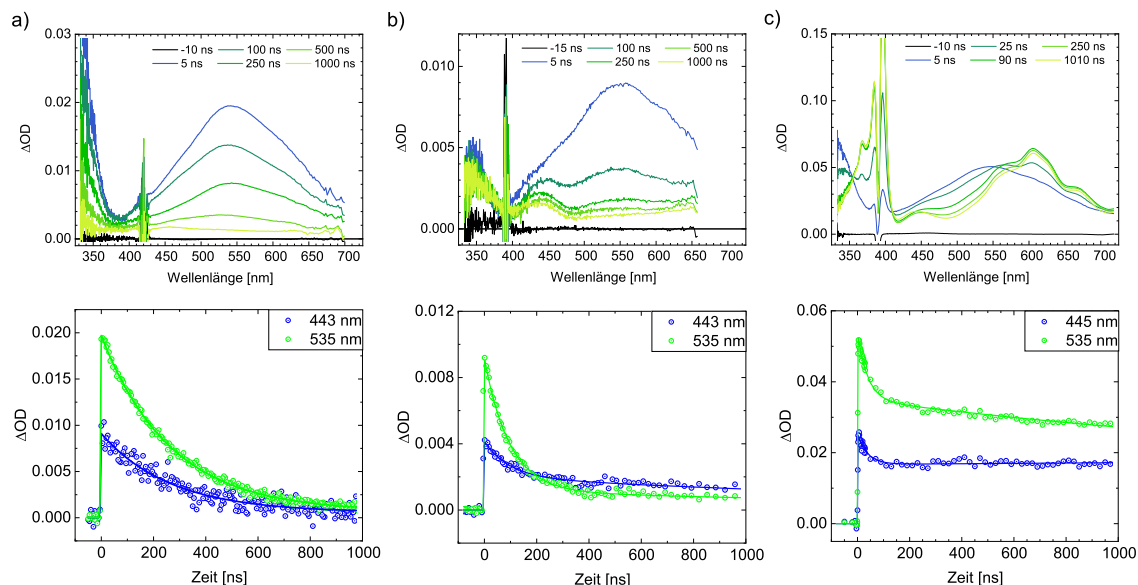 a)
0.03
0.02
0.01
0.00
ΔOD
-10 ns 100 ns 500 ns
5 ns 250 ns 1000 ns
350 400 450 500 550 600 650 700
Wellenlänge [nm]
b)
0.010
0.005
0.000
ΔOD
-15 ns 100 ns 500 ns
5 ns 250 ns 1000 ns
350 400 450 500 550 600 650 700
Wellenlänge [nm]
c)
0.15
0.10
0.05
0.00
ΔOD
-10 ns 25 ns 250 ns
5 ns 90 ns 1010 ns
350 400 450 500 550 600 650 700
Wellenlänge [nm]
0.020
0.015
0.010
0.005
0.000
ΔOD
443 nm
535 nm
0 200 400 600 800 1000
Zeit [ns]
0.012
0.008
0.004
0.000
ΔOD
443 nm
535 nm
0 200 400 600 800 1000
Zeit [ns]
0.06
0.04
0.02
0.00
ΔOD
445 nm
535 nm
0 200 400 600 800 1000
Zeit [ns]